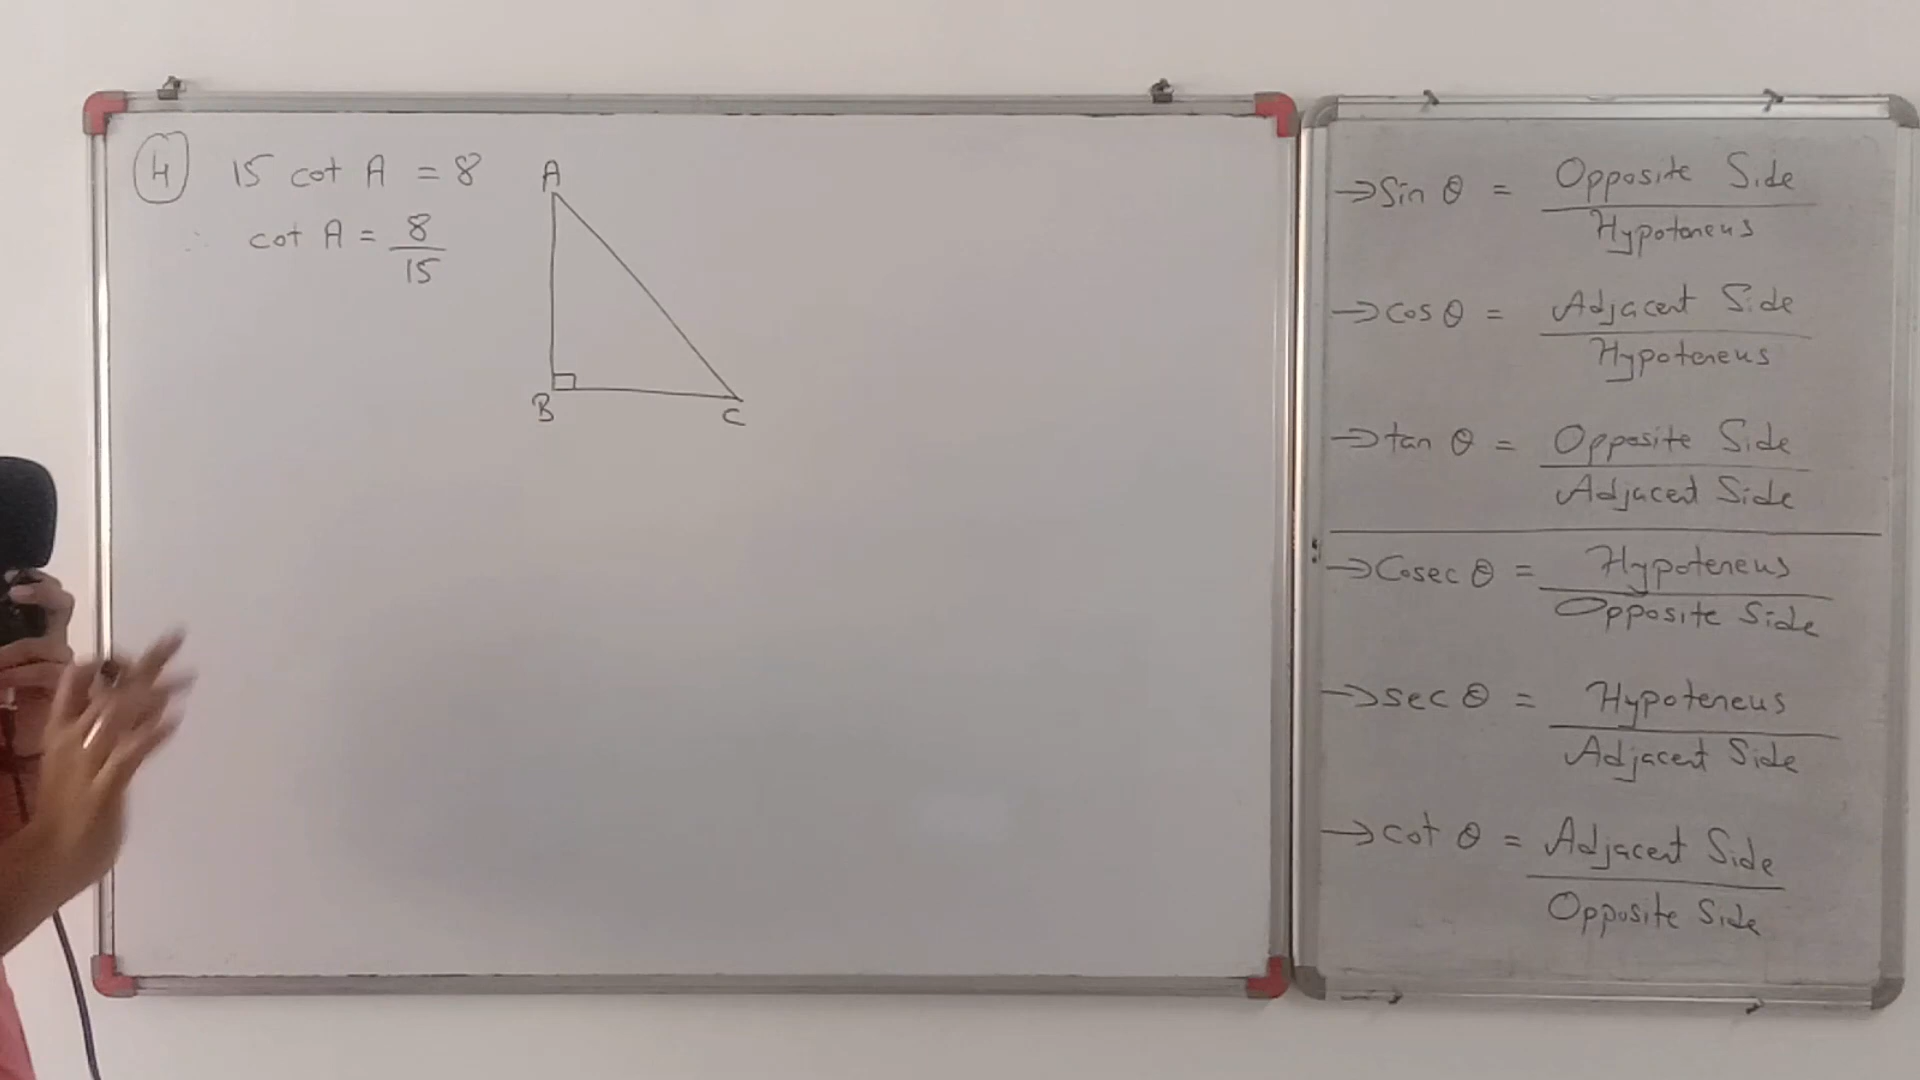 4 15 cot A = 8
∴ cot A = 8/15
A
B
C
→ Sin θ = Opposite Side / Hypoteneus
→ cos θ = Adjacent Side / Hypoteneus
→ tan θ = Opposite Side / Adjacent Side
→ Cosec θ = Hypoteneus / Opposite Side
→ sec θ = Hypoteneus / Adjacent Side
→ cot θ = Adjacent Side / Opposite Side